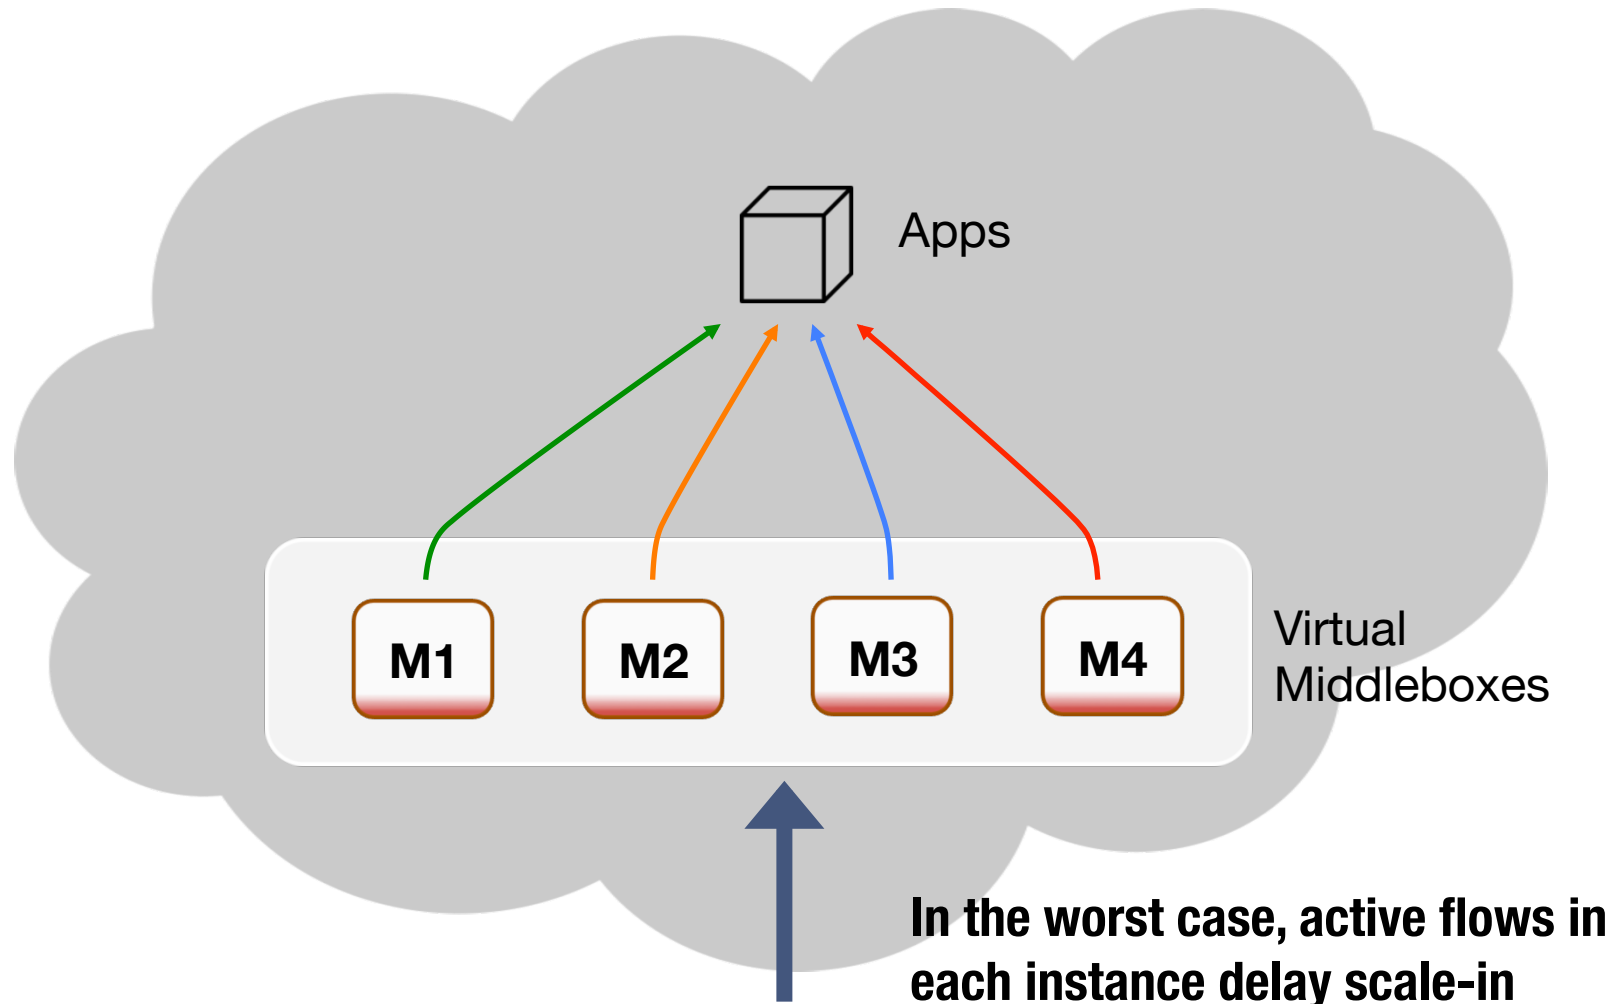 Apps
M1
M2
M3
M4
Virtual
Middleboxes
In the worst case, active flows in
each instance delay scale-in